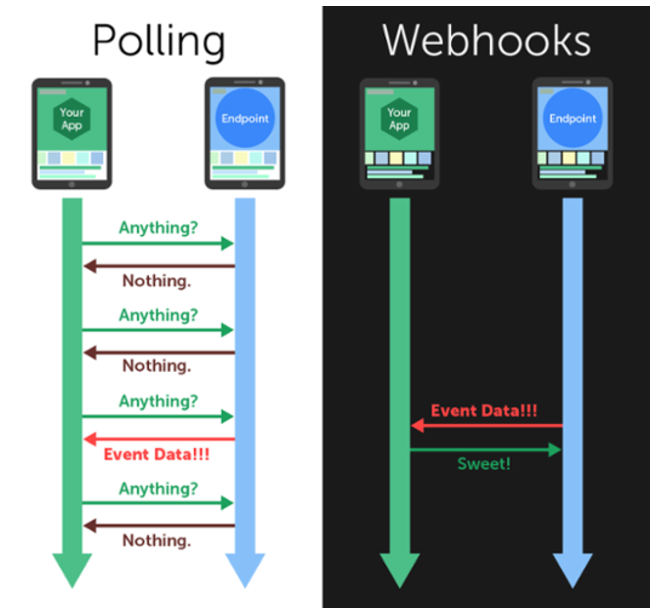 Polling
Your
App
Endpoint
Anything?
Nothing.
Anything?
Nothing.
Anything?
Event Data!!!
Anything?
Nothing.
Webhooks
Your
App
Endpoint
Event Data!!!
Sweet!